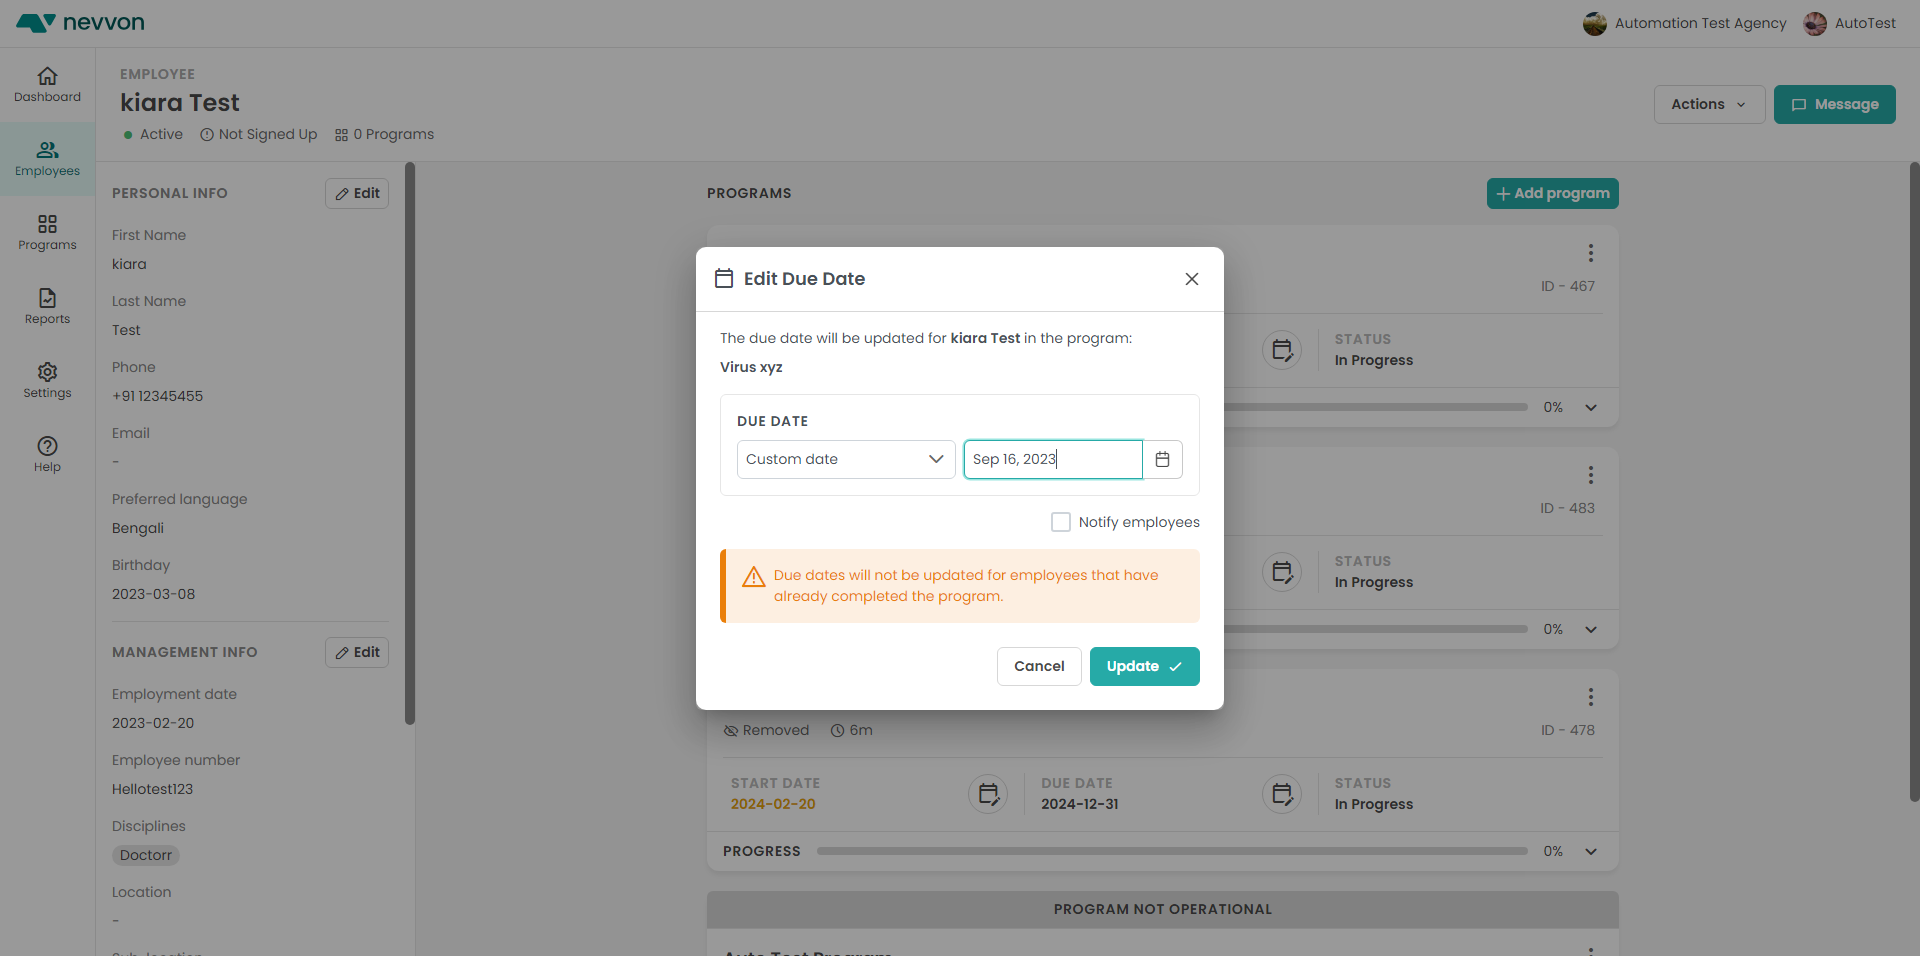 nevvon
Automation Test Agency
AutoTest
Dashboard
Employees
Programs
Reports
Settings
Help
EMPLOYEE
kiara Test
Active
Not Signed Up
0 Programs
Actions
Message
PERSONAL INFO
Edit
First Name
kiara
Last Name
Test
Phone
+91 12345455
Email
-
Preferred language
Bengali
Birthday
2023-03-08
MANAGEMENT INFO
Edit
Employment date
2023-02-20
Employee number
Hellotest123
Disciplines
Doctorr
Location
-
PROGRAMS
Add program
ID - 467
STATUS
In Progress
0%
ID - 483
STATUS
In Progress
0%
Edit Due Date
The due date will be updated for kiara Test in the program:
Virus xyz
DUE DATE
Custom date
Sep 16, 2023
Notify employees
Due dates will not be updated for employees that have
already completed the program.
Cancel
Update
Removed
6m
ID - 478
START DATE
2024-02-20
DUE DATE
2024-12-31
STATUS
In Progress
PROGRESS
0%
PROGRAM NOT OPERATIONAL
Auto Test Program